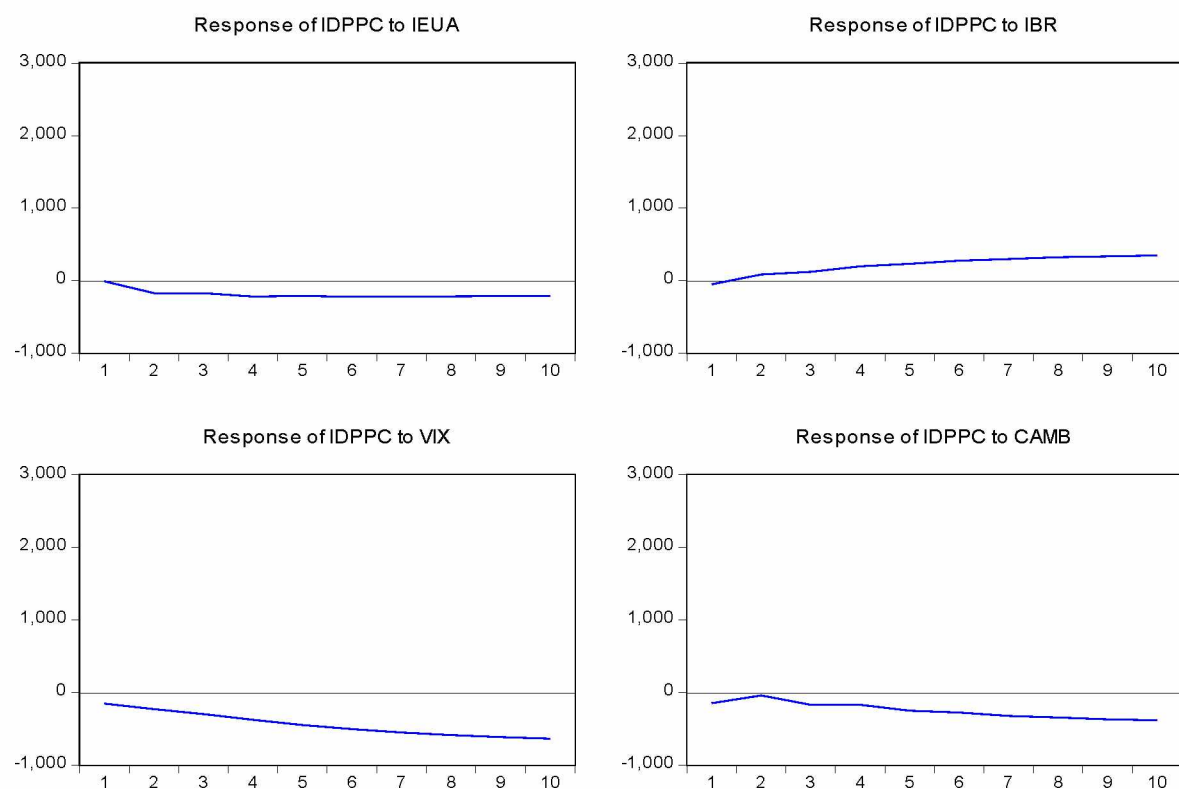 Response of IDPPC to IEUA
3,000
2,000
1,000
0
-1,000
1 2 3 4 5 6 7 8 9 10
Response of IDPPC to IBR
3,000
2,000
1,000
0
-1,000
1 2 3 4 5 6 7 8 9 10
Response of IDPPC to VIX
3,000
2,000
1,000
0
-1,000
1 2 3 4 5 6 7 8 9 10
Response of IDPPC to CAMB
3,000
2,000
1,000
0
-1,000
1 2 3 4 5 6 7 8 9 10